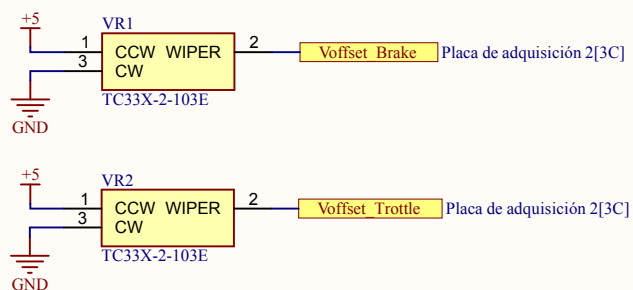 +5
VR1
1 CCW WIPER 2 Voffset_Brake Placa de adquisición 2[3C]
3 CW
TC33X-2-103E
GND
+5
VR2
1 CCW WIPER 2 Voffset_Trottle Placa de adquisición 2[3C]
3 CW
TC33X-2-103E
GND